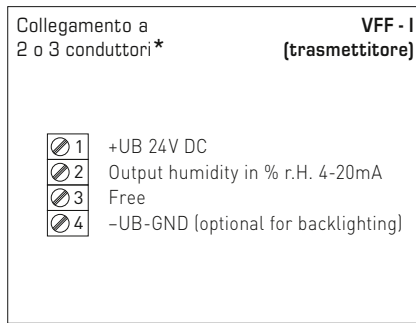 Collegamento a
2 o 3 conduttori*
VFF - I
(trasmettitore)
1 +UB 24V DC
2 Output humidity in % r.H. 4-20mA
3 Free
4 –UB-GND (optional for backlighting)